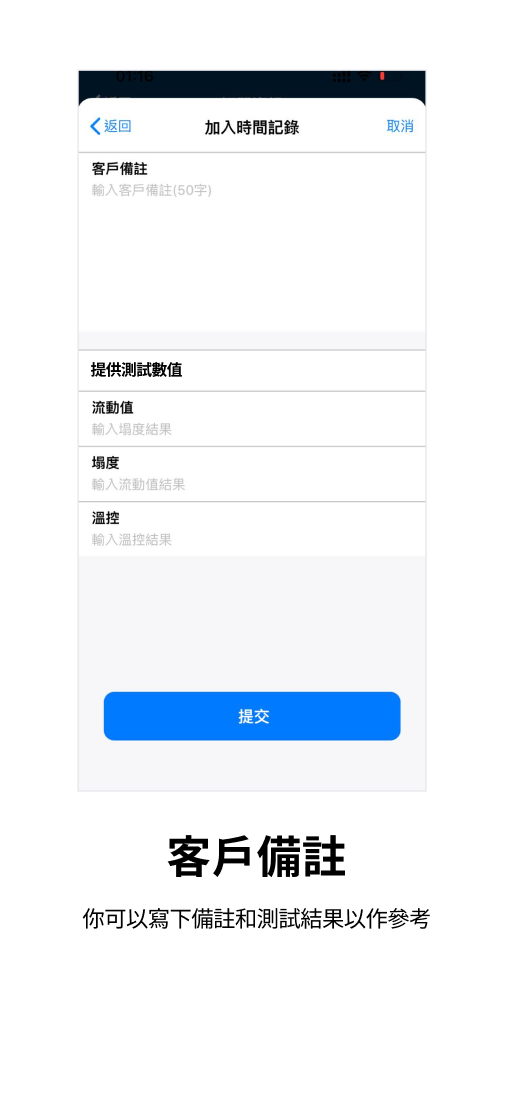 01:16
返回
加入時間記錄
取消
客戶備註
輸入客戶備註(50字)
提供測試數值
流動值
輸入塌度結果
塌度
輸入流動值結果
溫控
輸入溫控結果
提交
客戶備註
你可以寫下備註和測試結果以作參考